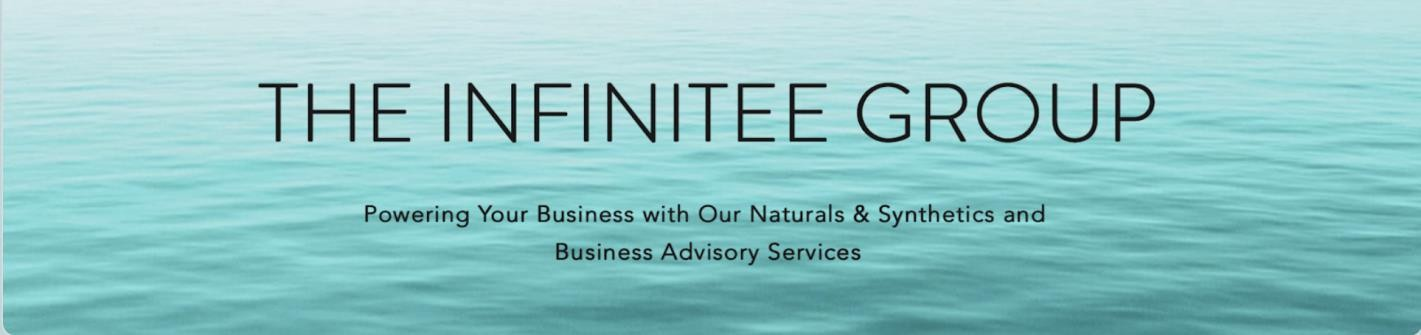 THE INFINITEE GROUP
Powering Your Business with Our Naturals & Synthetics and
Business Advisory Services